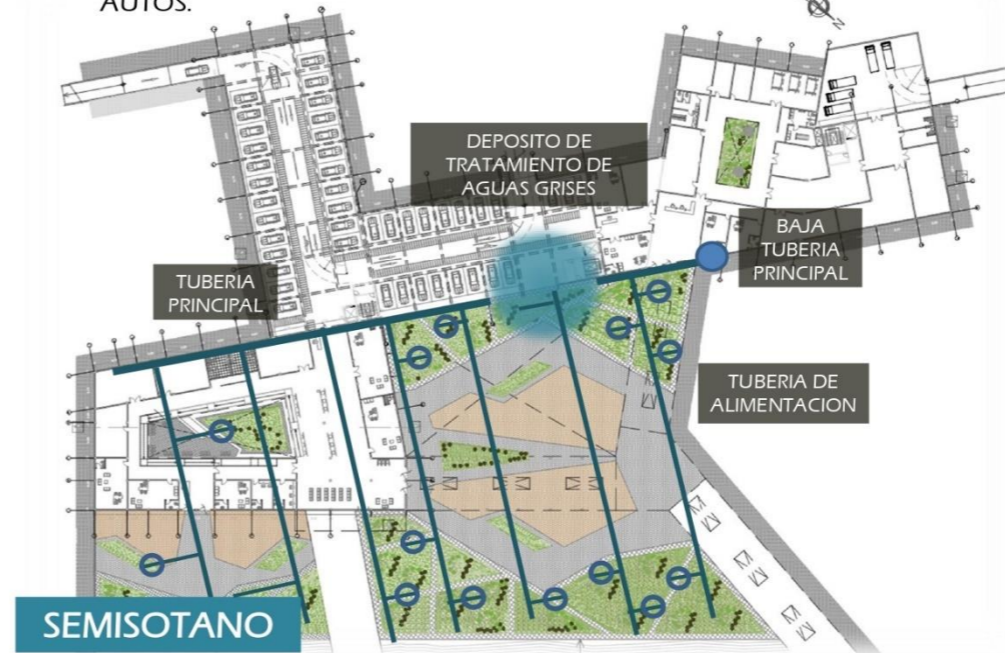 AUTOS.
N
DEPOSITO DE
TRATAMIENTO DE
AGUAS GRISES
BAJA
TUBERIA
PRINCIPAL
TUBERIA
PRINCIPAL
TUBERIA DE
ALIMENTACION
SEMISOTANO